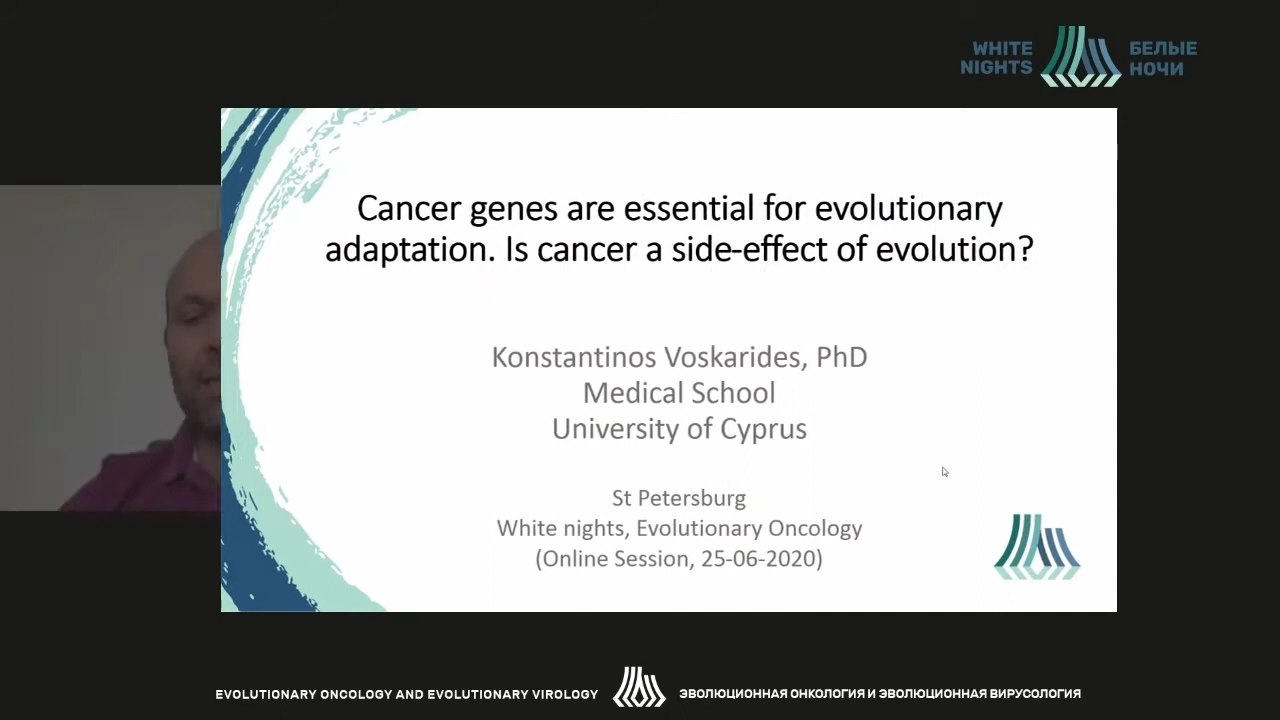 WHITE
NIGHTS
БЕЛЫЕ
НОЧИ
Cancer genes are essential for evolutionary
adaptation. Is cancer a side-effect of evolution?
Konstantinos Voskarides, PhD
Medical School
University of Cyprus
St Petersburg
White nights, Evolutionary Oncology
(Online Session, 25-06-2020)
EVOLUTIONARY ONCOLOGY AND EVOLUTIONARY VIROLOGY
ЭВОЛЮЦИОННАЯ ОНКОЛОГИЯ И ЭВОЛЮЦИОННАЯ ВИРУСОЛОГИЯ